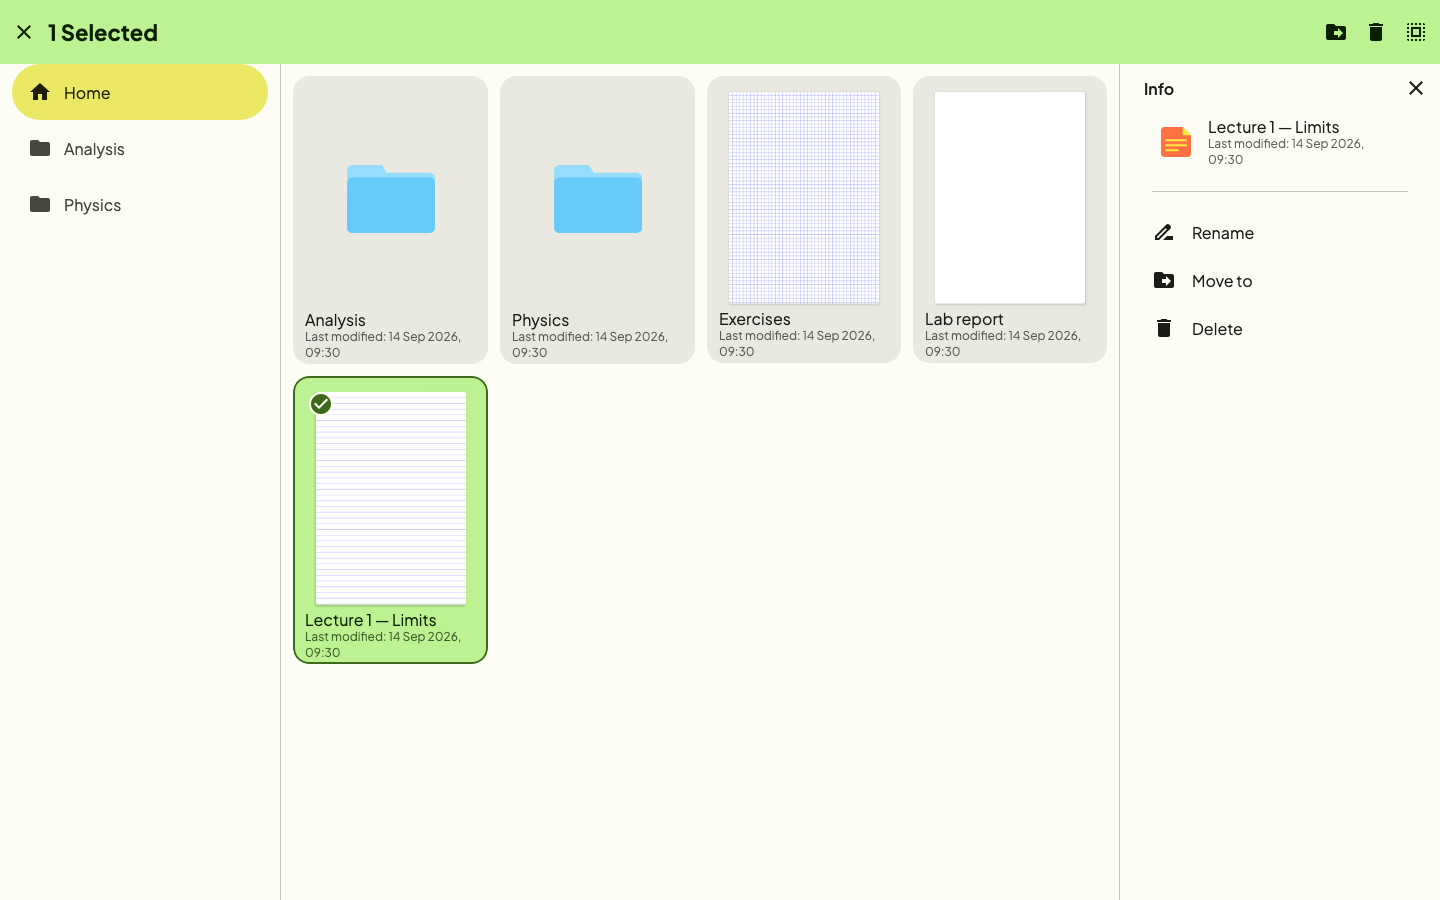 1 Selected
Home
Analysis
Physics
Analysis
Last modified: 14 Sep 2026,
09:30
Physics
Last modified: 14 Sep 2026,
09:30
Exercises
Last modified: 14 Sep 2026,
09:30
Lab report
Last modified: 14 Sep 2026,
09:30
Lecture 1 — Limits
Last modified: 14 Sep 2026,
09:30
Info
Lecture 1 — Limits
Last modified: 14 Sep 2026,
09:30
Rename
Move to
Delete